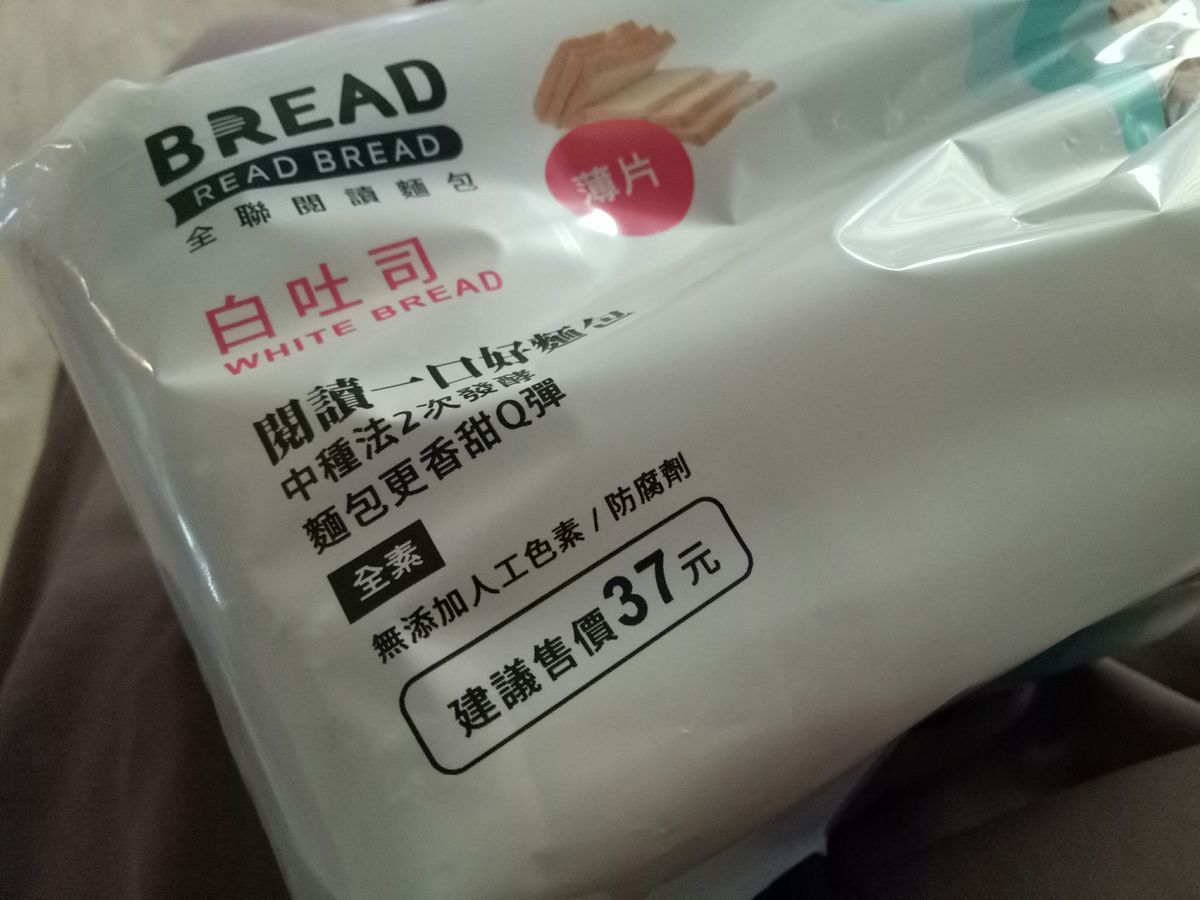 BREAD
READ BREAD
全聯閱讀麵包
薄片
白吐司
WHITE BREAD
閱讀一口好麵包
中種法2次發酵
麵包更香甜Q彈
全素
無添加人工色素/防腐劑
建議售價37元